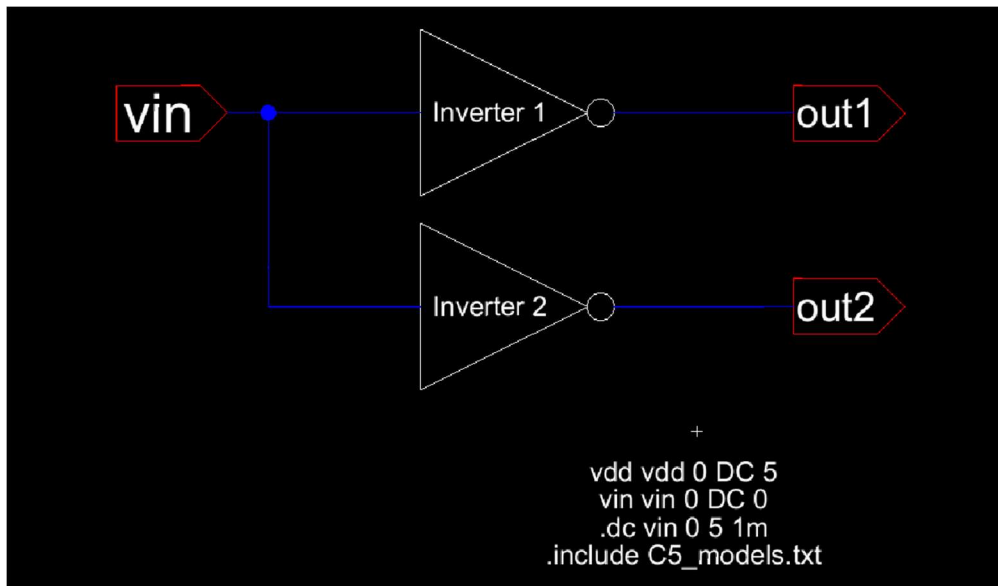 vin
Inverter 1
out1
Inverter 2
out2
vdd vdd 0 DC 5
vin vin 0 DC 0
.dc vin 0 5 1m
.include C5_models.txt